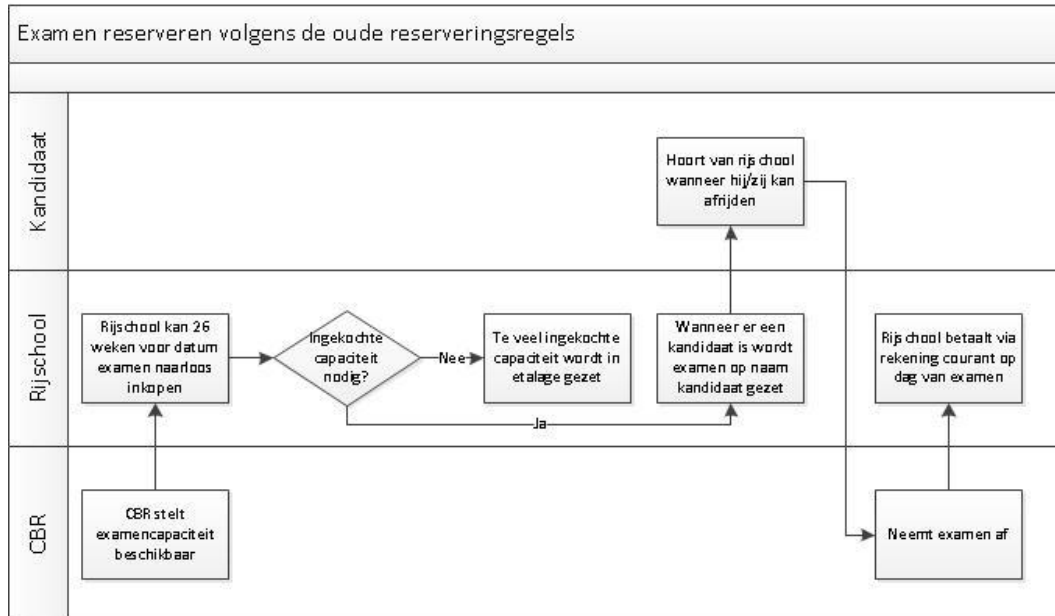 Examen reserveren volgens de oude reserveringsregels
Kandidaat
Hoort van rijschool
wanneer hij/zij kan
afrijden
Rijschool
Rijschool kan 26
weken voor datum
examen naamloos
inkopen
Ingekochte
capaciteit
nodig?
Nee
Te veel ingekochte
capaciteit wordt in
etalage gezet
Wanneer er een
kandidaat is wordt
examen op naam
kandidaat gezet
Rijschool betaalt via
rekening courant op
dag van examen
Ja
CBR
CBR stelt
examencapaciteit
beschikbaar
Neemt examen af